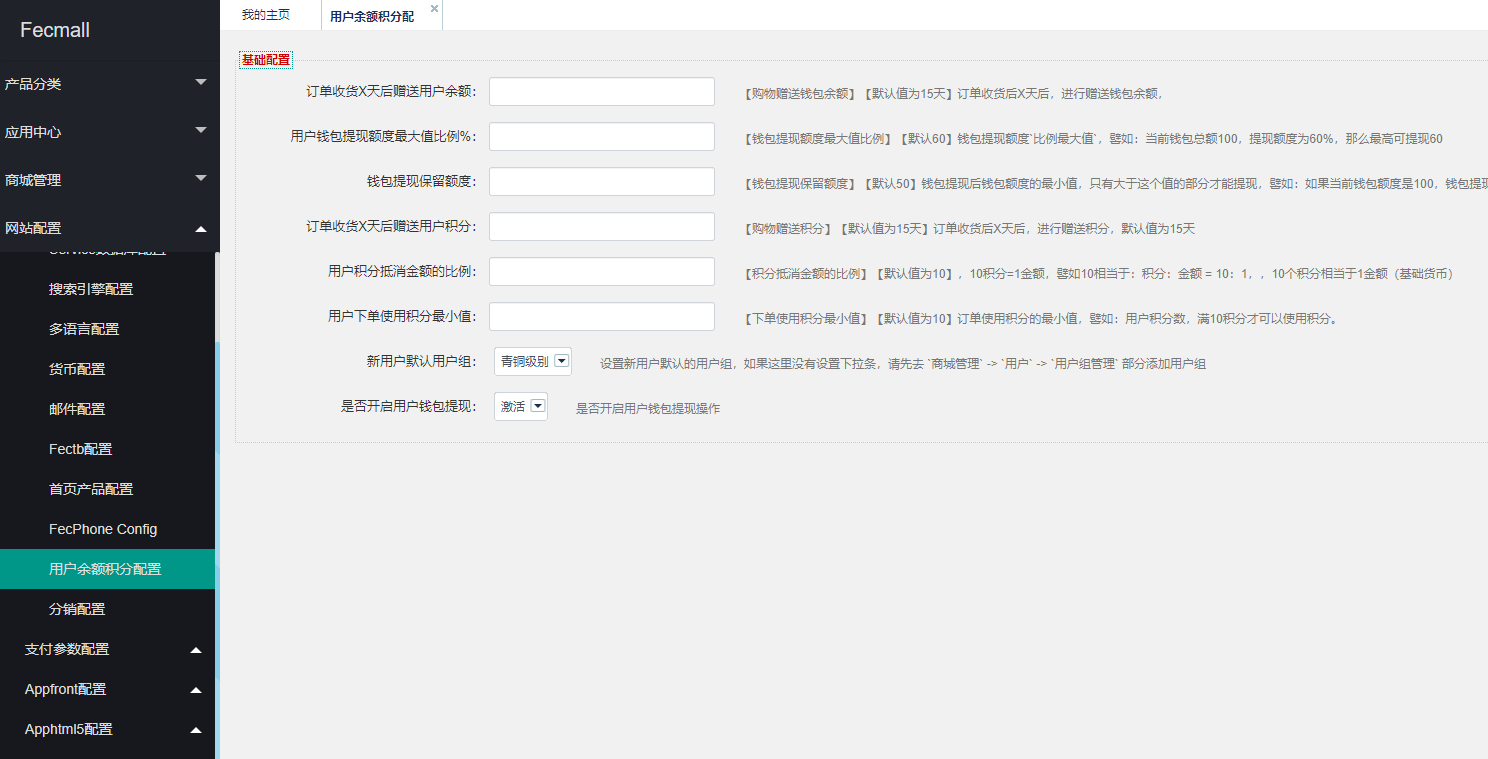 Fecmall
产品分类
应用中心
商城管理
网站配置
搜索引擎配置
多语言配置
货币配置
邮件配置
Fectb配置
首页产品配置
FecPhone Config
用户余额积分配置
分销配置
支付参数配置
Appfront配置
Apphtml5配置
我的主页
用户余额积分配
基础配置
订单收货X天后赠送用户余额： 【购物赠送钱包余额】【默认值为15天】订单收货后X天后，进行赠送钱包余额，
用户钱包提现额度最大值比例%： 【钱包提现额度最大值比例】【默认60】钱包提现额度`比例最大值`，譬如：当前钱包总额100，提现额度为60%，那么最高可提现60
钱包提现保留额度： 【钱包提现保留额度】【默认50】钱包提现后钱包额度的最小值，只有大于这个值的部分才能提现，譬如：如果当前钱包额度是100，钱包提现
订单收货X天后赠送用户积分： 【购物赠送积分】【默认值为15天】订单收货后X天后，进行赠送积分，默认值为15天
用户积分抵消金额的比例： 【积分抵消金额的比例】【默认值为10】，10积分=1金额，譬如10相当于：积分：金额 = 10：1，，10个积分相当于1金额（基础货币）
用户下单使用积分最小值： 【下单使用积分最小值】【默认值为10】订单使用积分的最小值，譬如：用户积分数，满10积分才可以使用积分。
新用户默认用户组： 青铜级别 设置新用户默认的用户组，如果这里没有设置下拉条，请先去 `商城管理` -> `用户` -> `用户组管理` 部分添加用户组
是否开启用户钱包提现： 激活 是否开启用户钱包提现操作